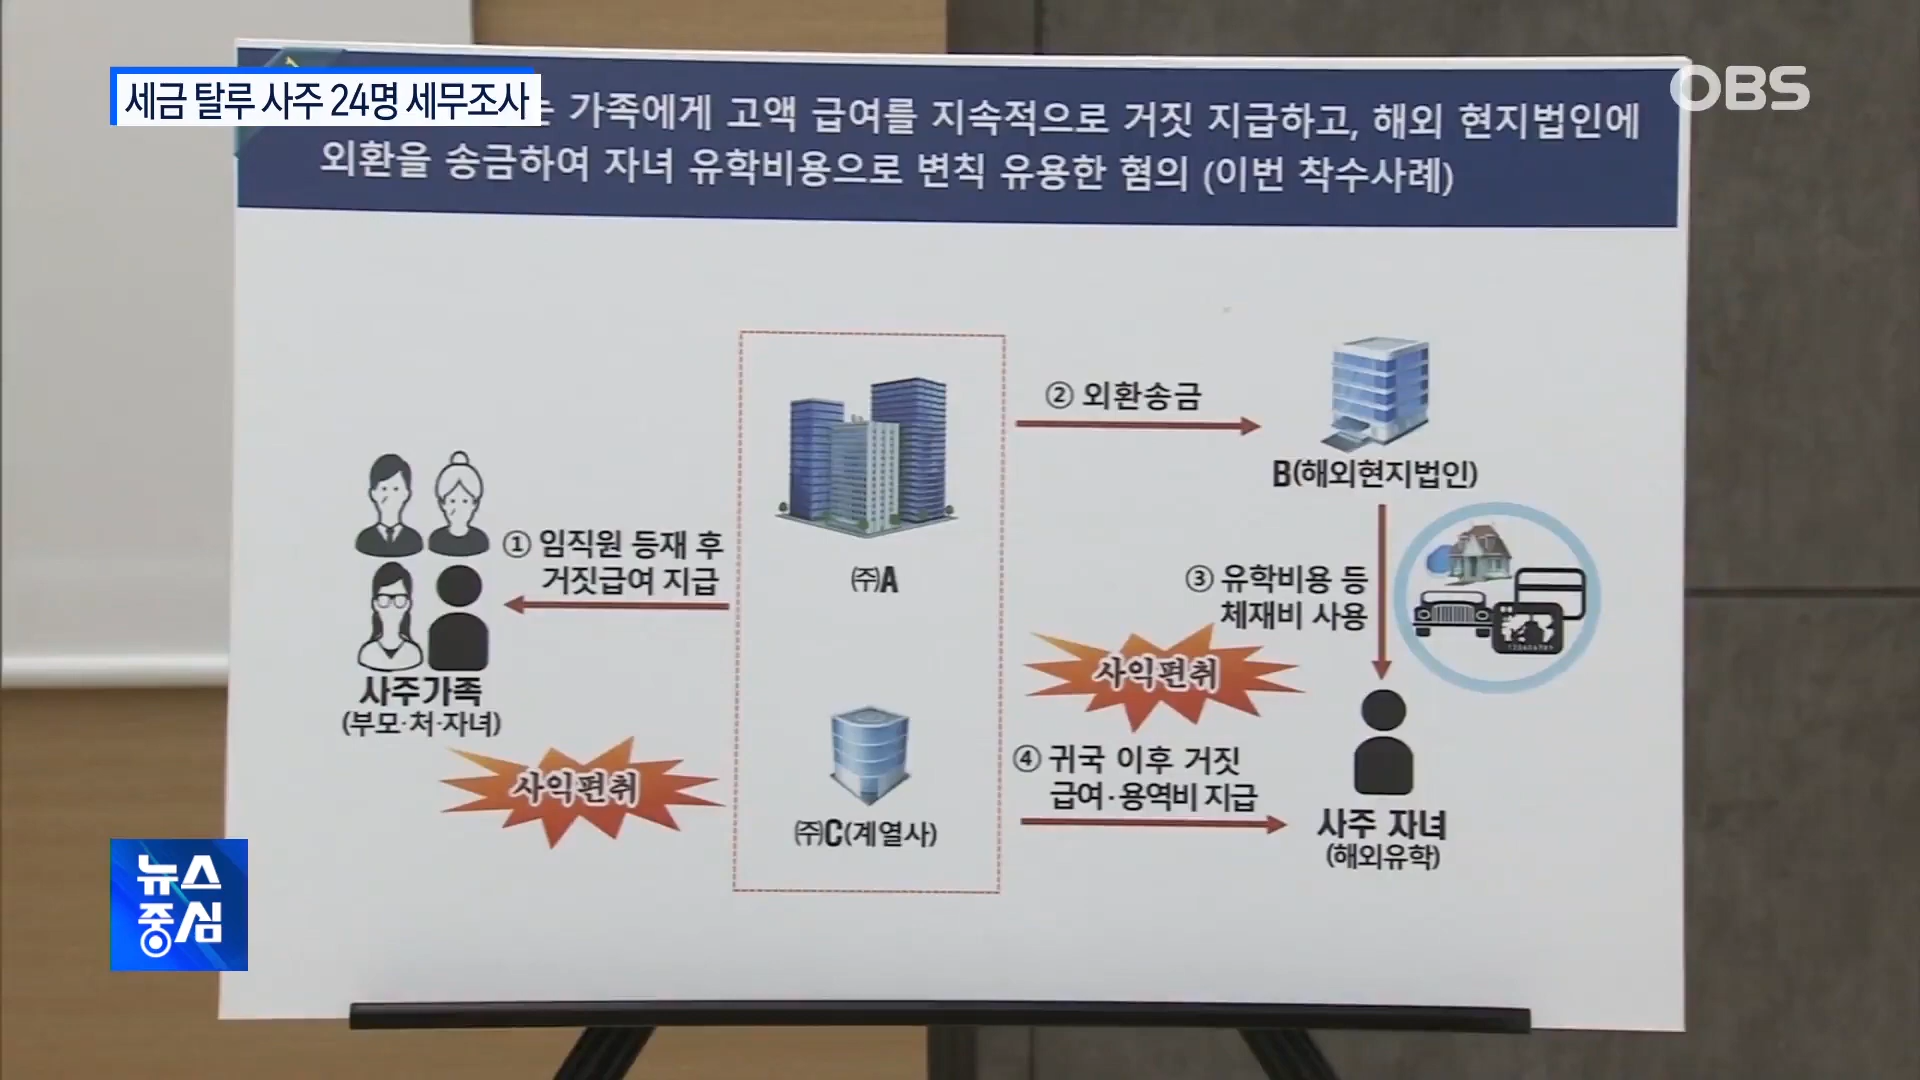 세금 탈루 사주 24명 세무조사
OBS
는 가족에게 고액 급여를 지속적으로 거짓 지급하고, 해외 현지법인에
외환을 송금하여 자녀 유학비용으로 변칙 유용한 혐의 (이번 착수사례)
② 외환송금
B(해외현지법인)
① 임직원 등재 후
거짓급여 지급
㈜A
③ 유학비용 등
체재비 사용
사주가족
(부모·처·자녀)
사익편취
사익편취
④ 귀국 이후 거짓
급여·용역비 지급
㈜C(계열사)
사주 자녀
(해외유학)
뉴스
중심